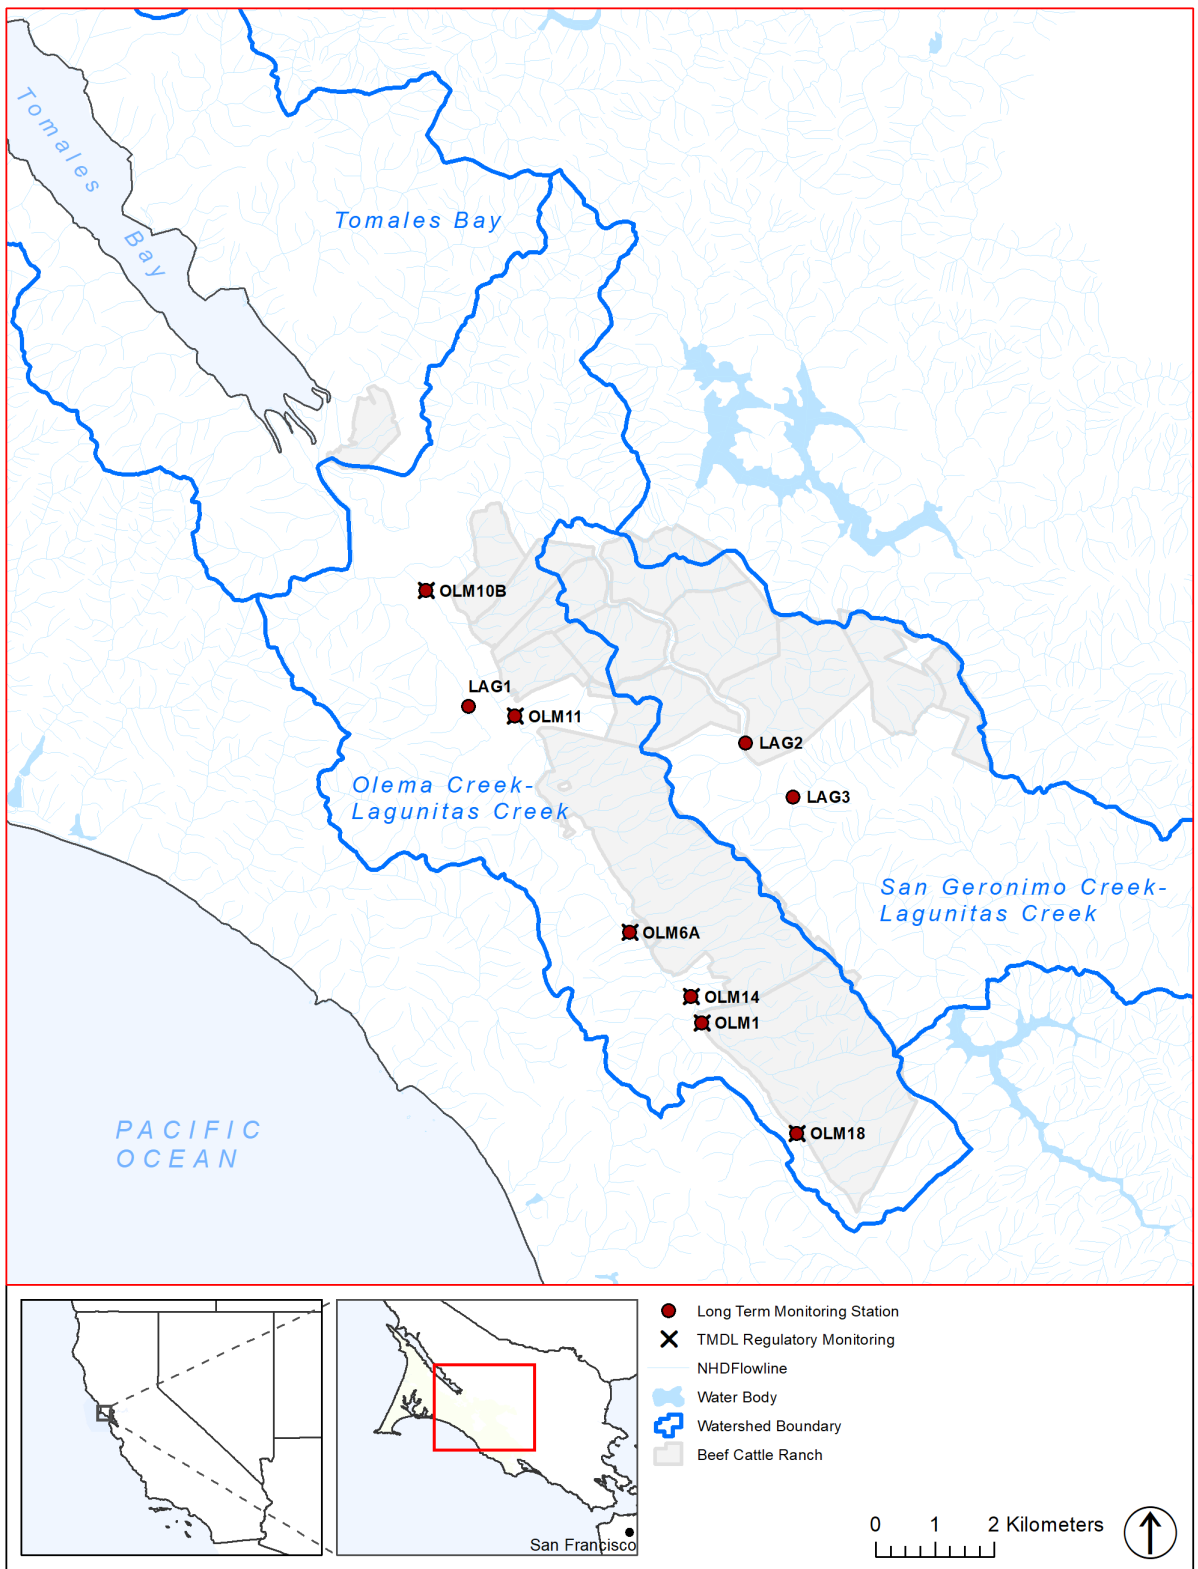 Tomales
Bay
Tomales Bay
OLM10B
LAG1
OLM11
LAG2
LAG3
Olema Creek-
Lagunitas Creek
San Geronimo Creek-
Lagunitas Creek
OLM6A
OLM14
OLM1
OLM18
PACIFIC
OCEAN
San Francisco
Long Term Monitoring Station
TMDL Regulatory Monitoring
NHDFlowline
Water Body
Watershed Boundary
Beef Cattle Ranch
0 1 2 Kilometers